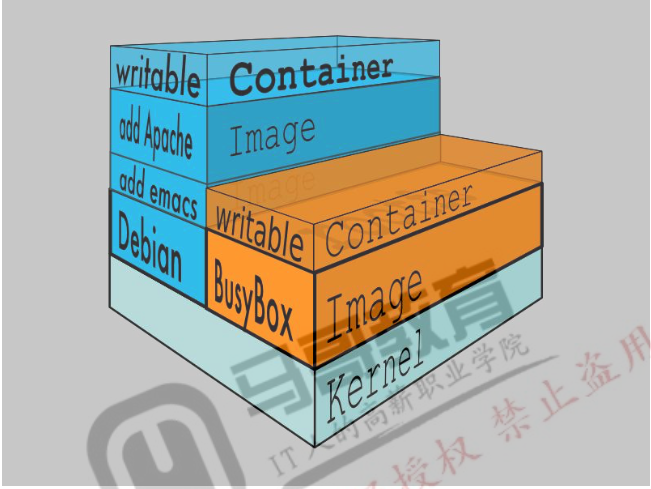 writable Container
add Apache Image
add emacs Image
Debian
writable Container
BusyBox Image
Kernel
马哥教育
IT人的高新职业学院
授权 禁止盗用